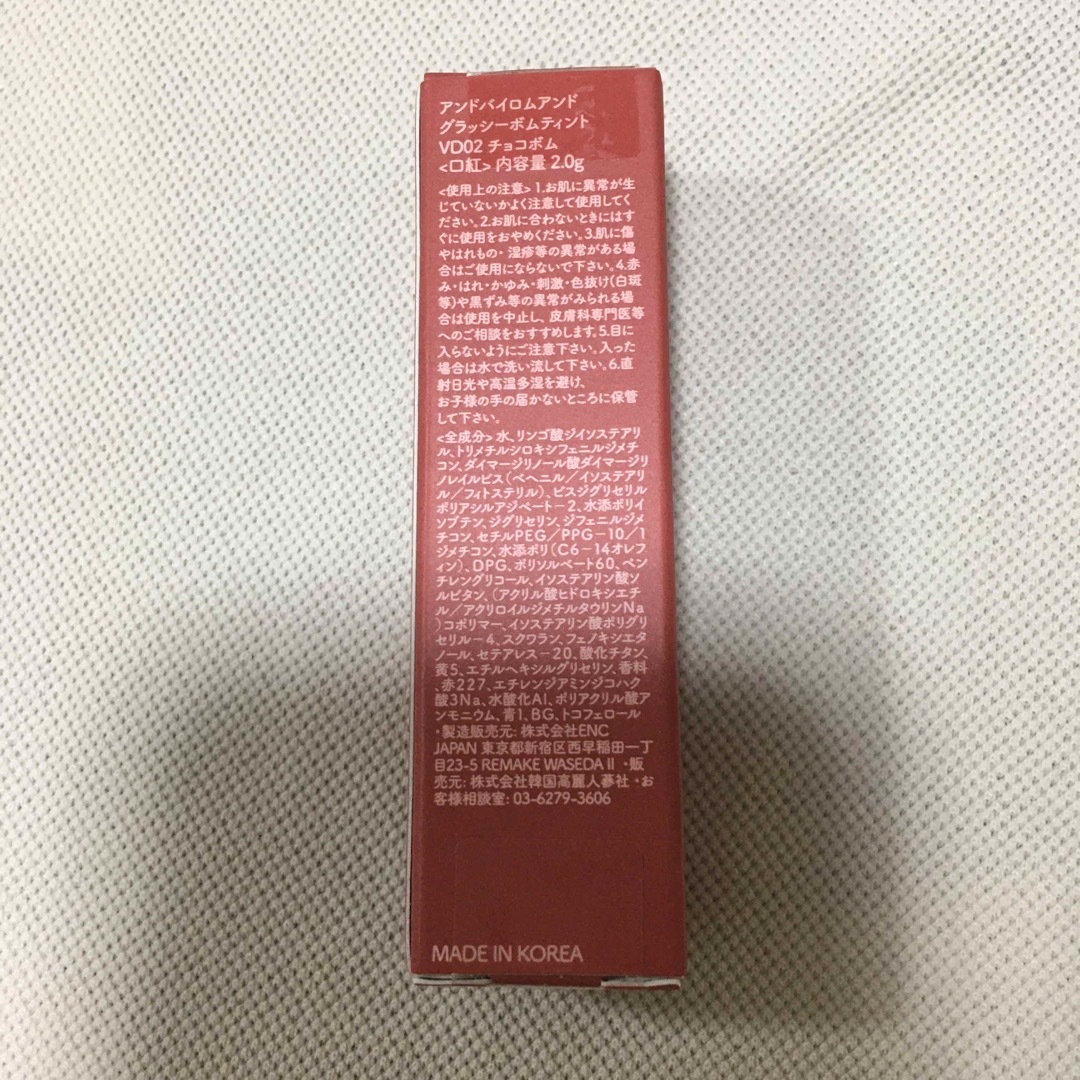 アンドバイロムアンド
グラッシーボムティント
VD02 チョコボム
<口紅> 内容量 2.0g
<使用上の注意> 1.お肌に異常が生
じていないかよく注意して使用してく
ださい。2.お肌に合わないときにはす
ぐに使用をおやめください。3.肌に傷
やはれもの・湿疹等の異常がある場
合はご使用にならないで下さい。4.赤
み・はれ・かゆみ・刺激・色抜け(白斑
等)や黒ずみ等の異常がみられる場
合は使用を中止し、皮膚科専門医等
へのご相談をおすすめします。5.目に
入らないようにご注意下さい。入った
場合は水で洗い流して下さい。6.直
射日光や高温多湿を避け、
お子様の手の届かないところに保管
して下さい。
<全成分> 水、リンゴ酸ジイソステアリ
ル、トリメチルシロキシフェニルジメチ
コン、ダイマージリノール酸ダイマージリ
ノレイルビス(ベヘニル/イソステアリ
ル/フィトステリル)、ビスジグリセリル
ポリアシルアジペート-2、水添ポリイ
ソブテン、ジグリセリン、ジフェニルジメ
チコン、セチルPEG/PPG-10/1
ジメチコン、水添ポリ(C6-14オレフ
ィン)、DPG、ポリソルベート60、ペン
チレングリコール、イソステアリン酸ソ
ルビタン、(アクリル酸ヒドロキシエチ
ル/アクリロイルジメチルタウリンNa
)コポリマー、イソステアリン酸ポリグリ
セリル-4、スクワラン、フェノキシエタ
ノール、セテアレス-20、酸化チタン、
黄5、エチルヘキシルグリセリン、香料
、赤227、エチレンジアミンジコハク
酸3Na、水酸化Al、ポリアクリル酸ア
ンモニウム、青1、BG、トコフェロール
・製造販売元: 株式会社ENC
JAPAN 東京都新宿区西早稲田一丁
目23-5 REMAKE WASEDA II ・販
売元: 株式会社韓国高麗人蔘社 ・お
客様相談室: 03-6279-3606
MADE IN KOREA